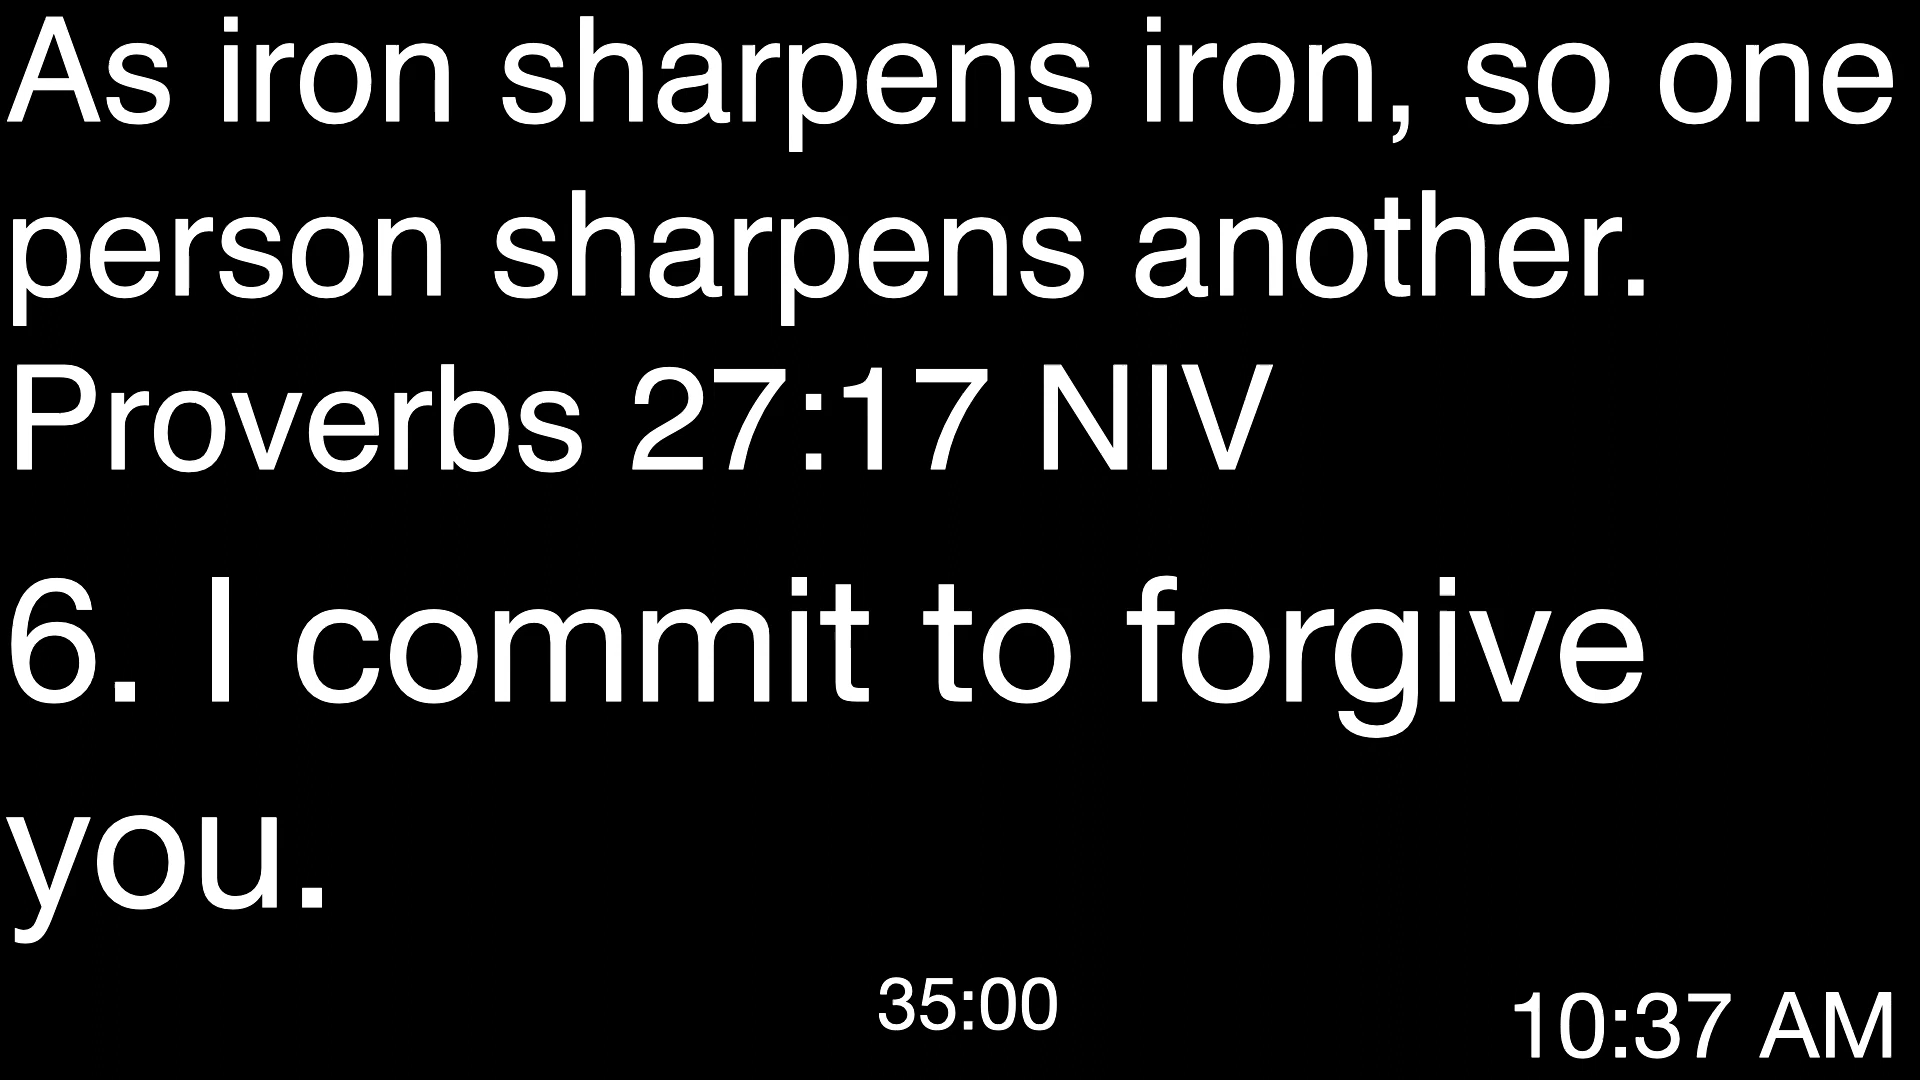 As iron sharpens iron, so one
person sharpens another.
Proverbs 27:17 NIV
6. I commit to forgive
you.
35:00
10:37 AM